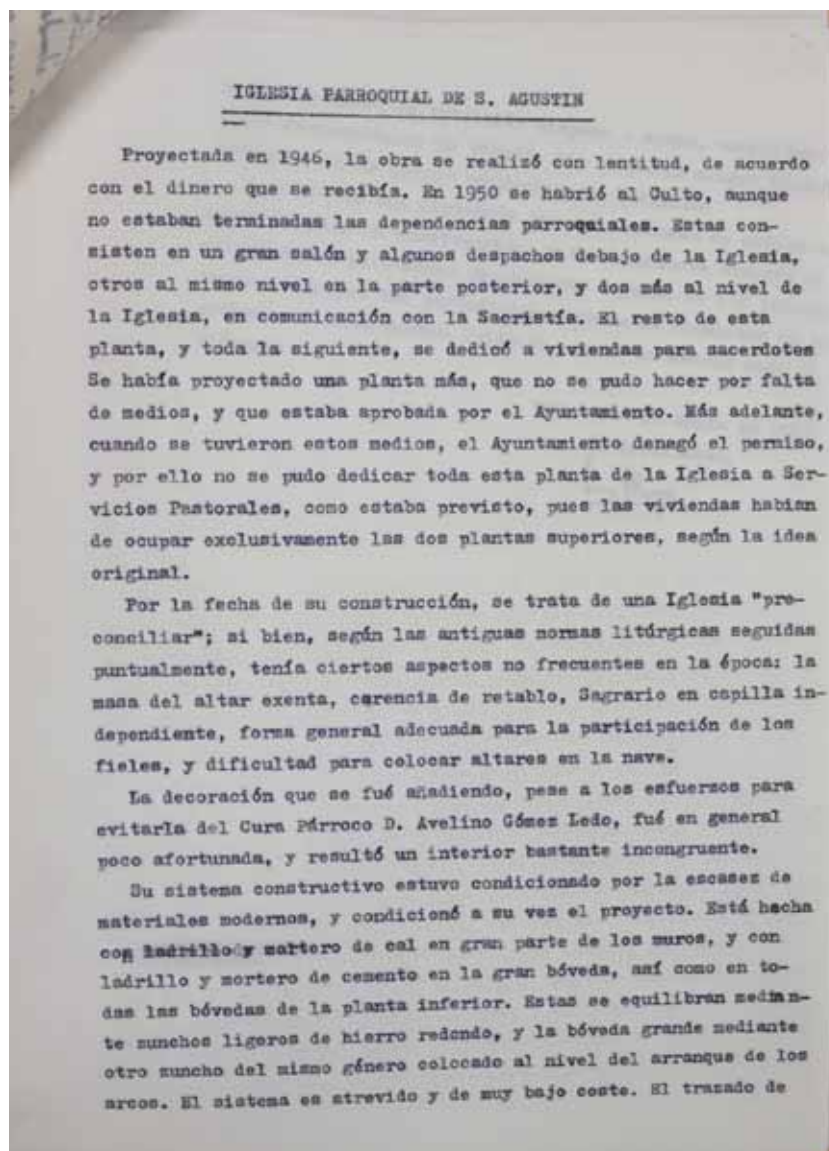 IGLESIA PARROQUIAL DE S. AGUSTIN
Proyectada en 1946, la obra se realizó con lentitud, de acuerdo
con el dinero que se recibía. En 1950 se habrió al Culto, aunque
no estaban terminadas las dependencias parroquiales. Estas con-
sisten en un gran salón y algunos despachos debajo de la Iglesia,
otros al mismo nivel en la parte posterior, y dos más al nivel de
la Iglesia, en comunicación con la Sacristía. El resto de esta
planta, y toda la siguiente, se dedicó a viviendas para sacerdotes
Se había proyectado una planta más, que no se pudo hacer por falta
de medios, y que estaba aprobada por el Ayuntamiento. Más adelante,
cuando se tuvieron estos medios, el Ayuntamiento denegó el permiso,
y por ello no se pudo dedicar toda esta planta de la Iglesia a Ser-
vicios Pastorales, como estaba previsto, pues las viviendas habian
de ocupar exclusivamente las dos plantas superiores, según la idea
original.
Por la fecha de su construcción, se trata de una Iglesia "pre-
conciliar"; si bien, según las antiguas normas litúrgicas seguidas
puntualmente, tenía ciertos aspectos no frecuentes en la época: la
masa del altar exenta, carencia de retablo, Sagrario en capilla in-
dependiente, forma general adecuada para la participación de los
fieles, y dificultad para colocar altares en la nave.
La decoración que se fué añadiendo, pese a los esfuerzos para
evitarla del Cura Párroco D. Avelino Gómez Ledo, fué en general
poco afortunada, y resultó un interior bastante incongruente.
Su sistema constructivo estuvo condicionado por la escases de
materiales modernos, y condicionó a su vez el proyecto. Está hecha
con ladrillo y mortero de cal en gran parte de los muros, y con
ladrillo y mortero de cemento en la gran bóveda, así como en to-
das las bóvedas de la planta inferior. Estas se equilibran median-
te zunchos ligeros de hierro redondo, y la bóveda grande mediante
otro zuncho del mismo género colocado al nivel del arranque de los
arcos. El sistema es atrevido y de muy bajo coste. El trazado de